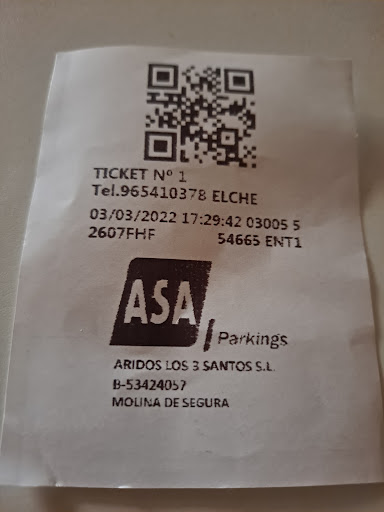 TICKET Nº 1
Tel.965410378 ELCHE
03/03/2022 17:29:42 03005 5
2607FHF 54665 ENT1
ASA
Parkings
ARIDOS LOS 3 SANTOS S.L.
B-53424057
MOLINA DE SEGURA